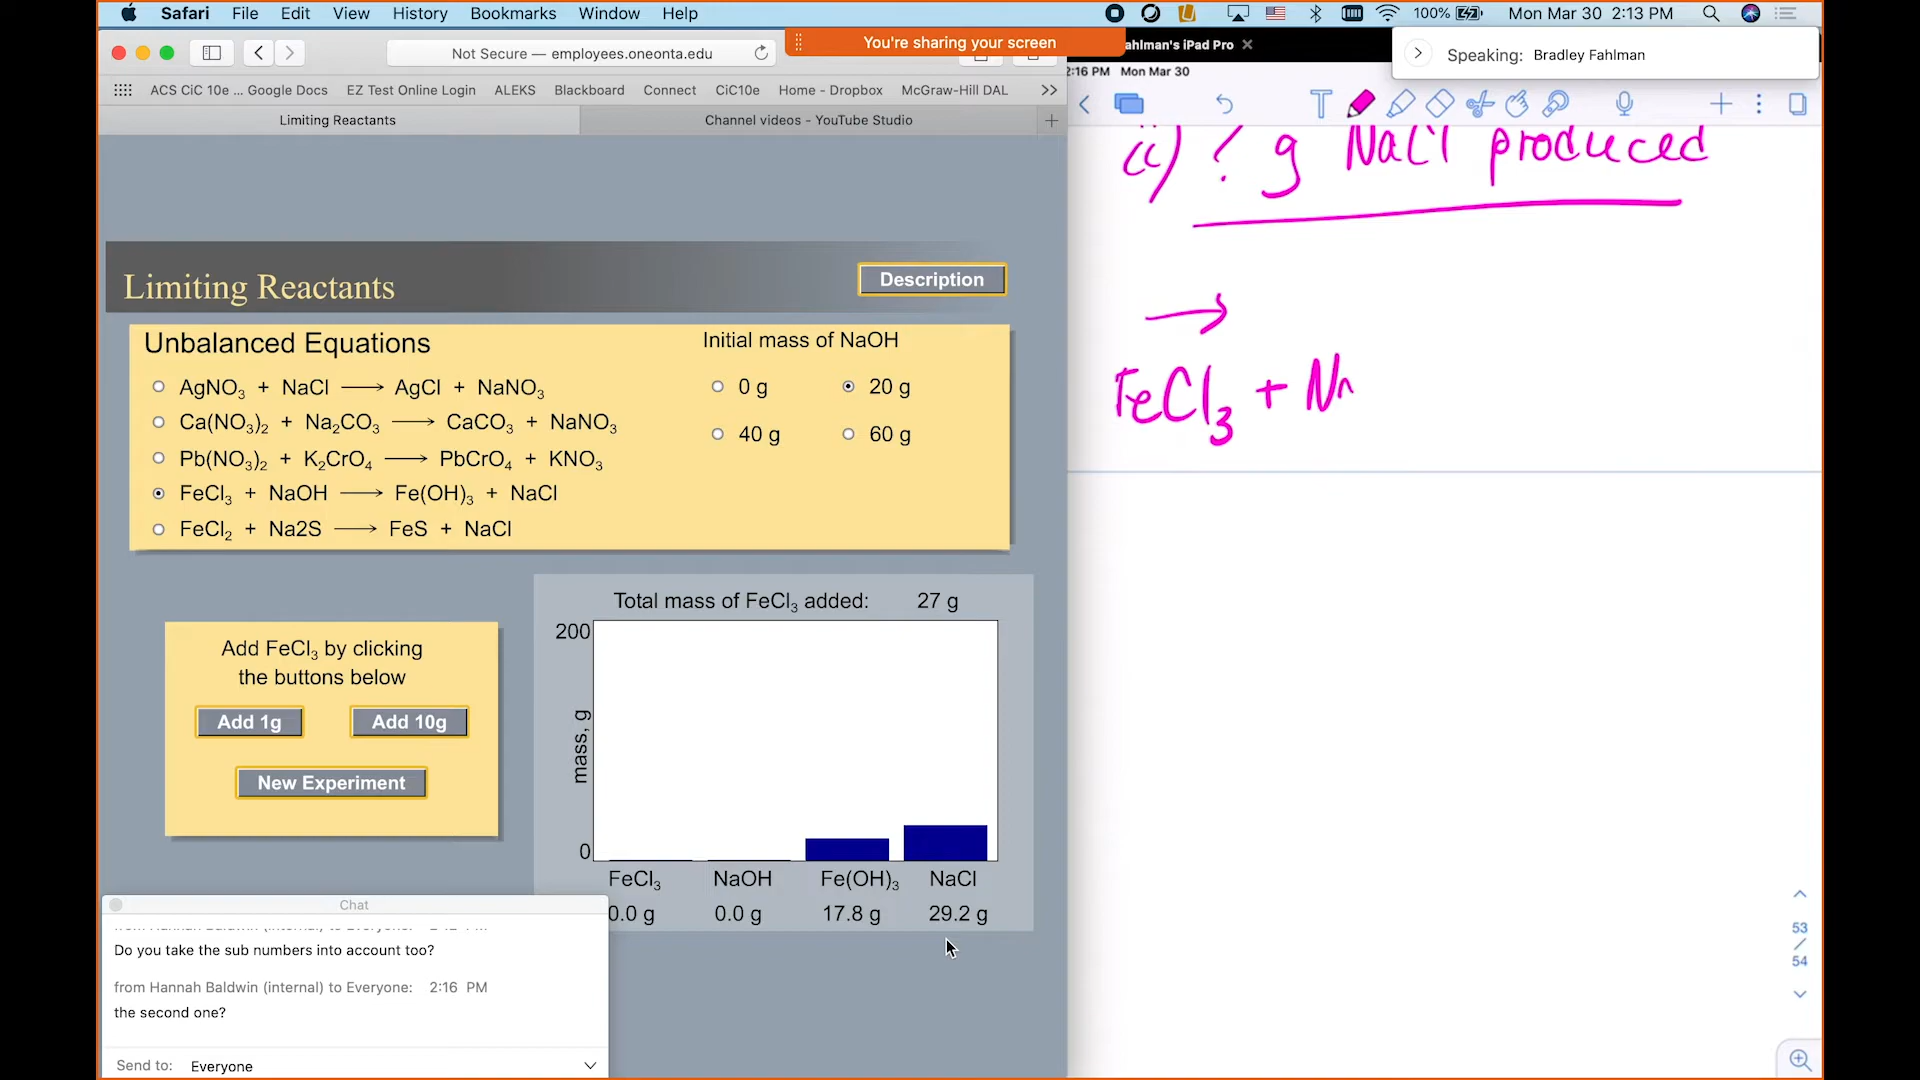 Safari File Edit View History Bookmarks Window Help 100% Mon Mon 30 2:13 PM
You're sharing your screen
Not Secure — employees.oneonta.edu
ahlman's iPad Pro
Speaking: Bradley Fahlman
2:16 PM Mon Mar 30
ACS CiC 10e ... Google Docs EZ Test Online Login ALEKS Blackboard Connect CiC10e Home - Dropbox McGraw-Hill DAL
Limiting Reactants Channel videos - YouTube Studio
ii) ? g NaCl produced
→
FeCl₃ + Na
Limiting Reactants
Description
Unbalanced Equations
AgNO₃ + NaCl → AgCl + NaNO₃
Ca(NO₃)₂ + Na₂CO₃ → CaCO₃ + NaNO₃
Pb(NO₃)₂ + K₂CrO₄ → PbCrO₄ + KNO₃
FeCl₃ + NaOH → Fe(OH)₃ + NaCl
FeCl₂ + Na2S → FeS + NaCl
Initial mass of NaOH
0 g 20 g
40 g 60 g
Add FeCl₃ by clicking
the buttons below
Add 1g Add 10g
New Experiment
Total mass of FeCl₃ added: 27 g
200
mass, g
0
FeCl₃ NaOH Fe(OH)₃ NaCl
0.0 g 0.0 g 17.8 g 29.2 g
Chat
Do you take the sub numbers into account too?
from Hannah Baldwin (internal) to Everyone: 2:16 PM
the second one?
Send to: Everyone
53
54